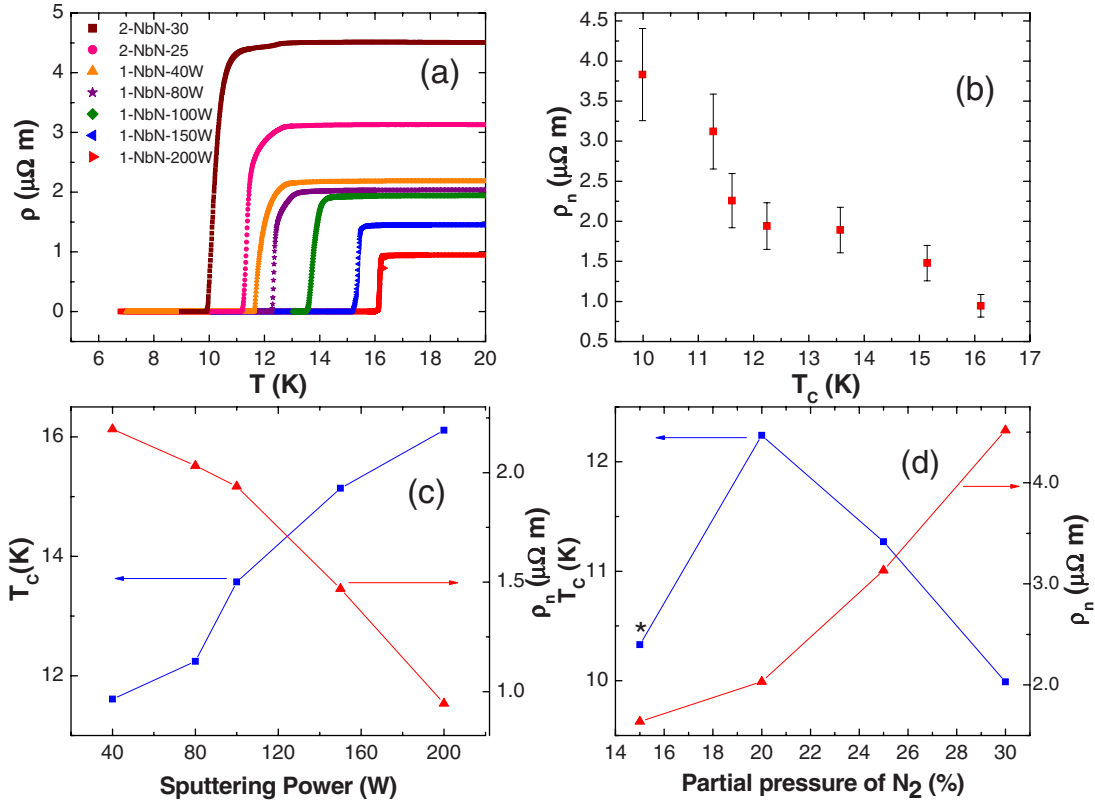 2-NbN-30
2-NbN-25
1-NbN-40W
1-NbN-80W
1-NbN-100W
1-NbN-150W
1-NbN-200W
(a)
5
4
3
2
1
0
ρ (μΩ m)
6 8 10 12 14 16 18 20
T (K)
(b)
4.5
4.0
3.5
3.0
2.5
2.0
1.5
1.0
0.5
ρn (μΩ m)
10 11 12 13 14 15 16 17
TC (K)
(c)
16
14
12
TC(K)
2.0
1.5
1.0
ρn (μΩ m)
40 80 120 160 200
Sputtering Power (W)
(d)
12
11
10
TC (K)
*
4.0
3.0
2.0
ρn (μΩ m)
14 16 18 20 22 24 26 28 30
Partial pressure of N2 (%)